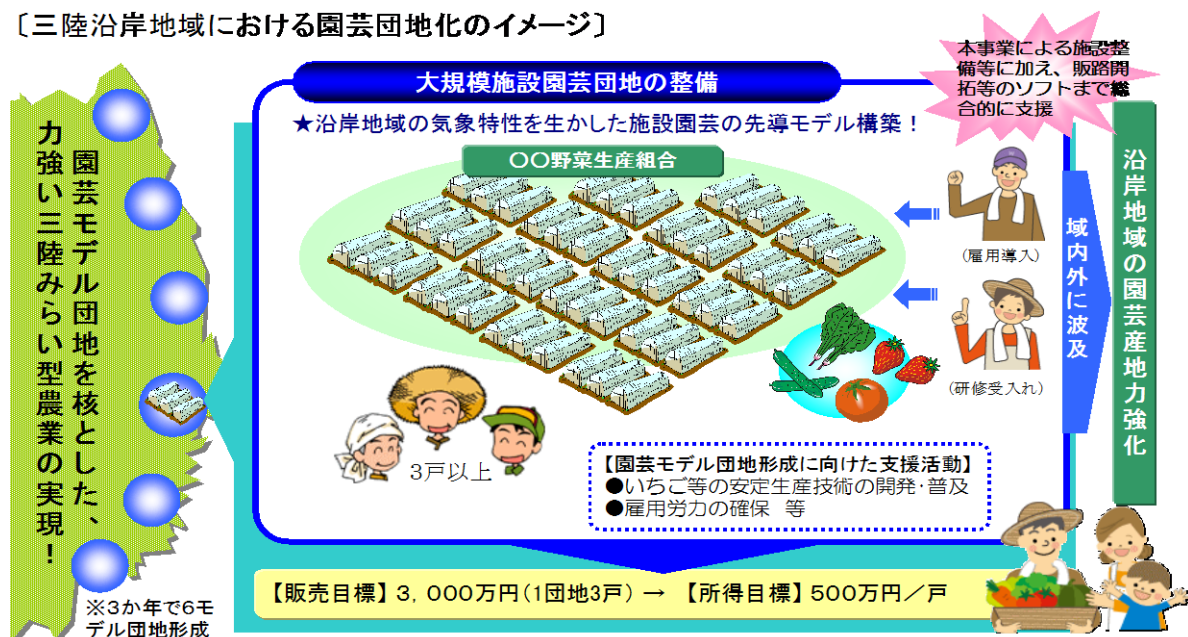 〔三陸沿岸地域における園芸団地化のイメージ〕
本事業による施設整
備等に加え、販路開
拓等のソフトまで総
合的に支援
大規模施設園芸団地の整備
★沿岸地域の気象特性を生かした施設園芸の先導モデル構築！
〇〇野菜生産組合
園芸モデル団地を核とした、
力強い三陸みらい型農業の実現！
(雇用導入)
(研修受入れ)
域内外に波及
沿岸地域の園芸産地力強化
3戸以上
【園芸モデル団地形成に向けた支援活動】
●いちご等の安定生産技術の開発・普及
●雇用労力の確保　等
【販売目標】３，０００万円（１団地３戸） → 【所得目標】５００万円／戸
※３か年で６モ
デル団地形成